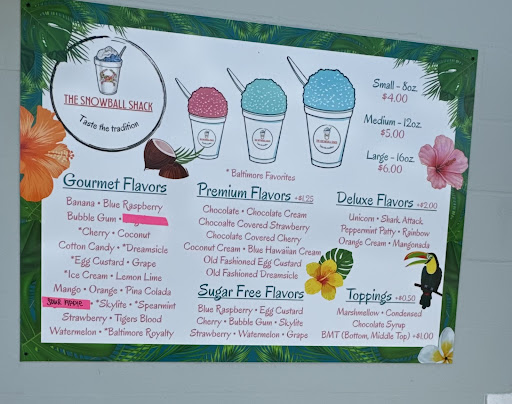 THE SNOWBALL SHACK
Taste the tradition
Small - 8oz
$4.00
Medium - 12oz
$5.00
Large - 16oz
$6.00
* Baltimore Favorites
Gourmet Flavors
Banana • Blue Raspberry
Bubble Gum •
*Cherry • Coconut
Cotton Candy • *Dreamsicle
*Egg Custard • Grape
*Ice Cream • Lemon Lime
Mango • Orange • Pina Colada
Sour Apple • *Skylite • *Spearmint
Strawberry • Tigers Blood
Watermelon • *Baltimore Royalty
Premium Flavors +$1.25
Chocolate • Chocolate Cream
Chocoalte Covered Strawberry
Chocolate Covered Cherry
Coconut Cream • Blue Hawaiian Cream
Old Fashioned Egg Custard
Old Fashioned Dreamsicle
Sugar Free Flavors
Blue Raspberry • Egg Custard
Cherry • Bubble Gum • Skylite
Strawberry • Watermelon • Grape
Deluxe Flavors +$2.00
Unicorn • Shark Attack
Peppermint Patty • Rainbow
Orange Cream • Mangonada
Toppings +$0.50
Marshmallow • Condensed
Chocolate Syrup
BMT (Bottom, Middle Top) +$1.00